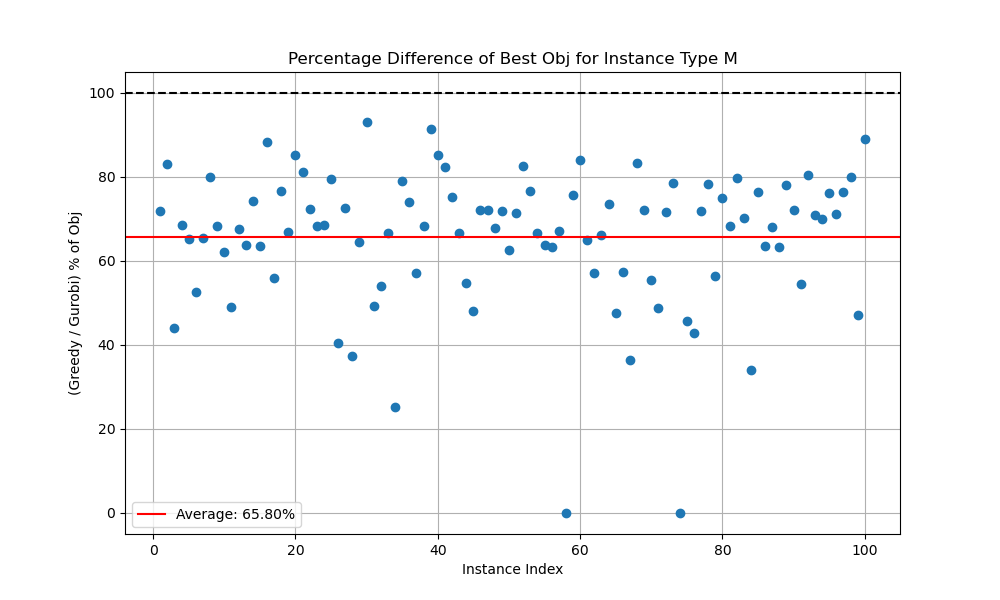 Percentage Difference of Best Obj for Instance Type M
(Greedy / Gurobi) % of Obj
100
80
60
40
20
0
Average: 65.80%
0 20 40 60 80 100
Instance Index